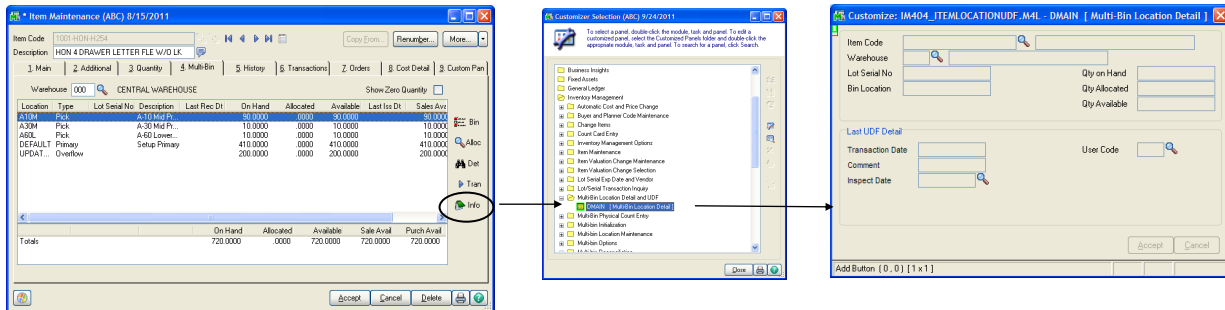 * Item Maintenance (ABC) 8/15/2011
Item Code 1001-HON-H254 Copy From... Renumber... More...
Description HON 4 DRAWER LETTER FLE W/O LK
1. Main 2. Additional 3. Quantity 4. Multi-Bin 5. History 6. Transactions 7. Orders 8. Cost Detail 9. Custom Pan
Warehouse 000 CENTRAL WAREHOUSE Show Zero Quantity
Location Type Lot Serial No Description Last Rec Dt On Hand Allocated Available Last Iss Dt Sales Ava
A10M Pick A-10 Mid Pr... 90.0000 .0000 90.0000 90.0000
A30M Pick A-30 Mid Pr... 10.0000 .0000 10.0000 10.0000
A60L Pick A-60 Lower... 10.0000 .0000 10.0000 10.0000
DEFAULT Primary Setup Primary 410.0000 .0000 410.0000 410.0000
UPDAT... Overflow 200.0000 .0000 200.0000 200.0000
Bin
Alloc
Det
Tran
Info
On Hand Allocated Available Sale Avail Purch Avail
Totals 720.0000 .0000 720.0000 720.0000 720.0000
Accept Cancel Delete
Customizer Selection (ABC) 9/24/2011
To select a panel, double-click the module, task and panel. To edit a
customized panel, select the Customized Panels folder and double-click the
appropriate module, task and panel. To search for a panel, click Search.
Business Insights
Fixed Assets
General Ledger
Inventory Management
Automatic Cost and Price Change
Buyer and Planner Code Maintenance
Change Items
Count Card Entry
Inventory Management Options
Item Maintenance
Item Valuation Change Maintenance
Item Valuation Change Selection
Lot Serial Exp Date and Vendor
Lot/Serial Transaction Inquiry
Multi-Bin Location Detail and UDF
DMAIN [Multi-Bin Location Detail]
Multi-Bin Physical Count Entry
Multi-bin Initialization
Multi-bin Location Maintenance
Multi-bin Options
Done
Customize: IM404_ITEMLOCATIONUDF.M4L - DMAIN [ Multi-Bin Location Detail ]
Item Code
Warehouse
Lot Serial No Qty on Hand
Bin Location Qty Allocated
Qty Available
Last UDF Detail
Transaction Date User Code
Comment
Inspect Date
Accept Cancel
Add Button ( 0 , 0 ) [ 1 x 1 ]